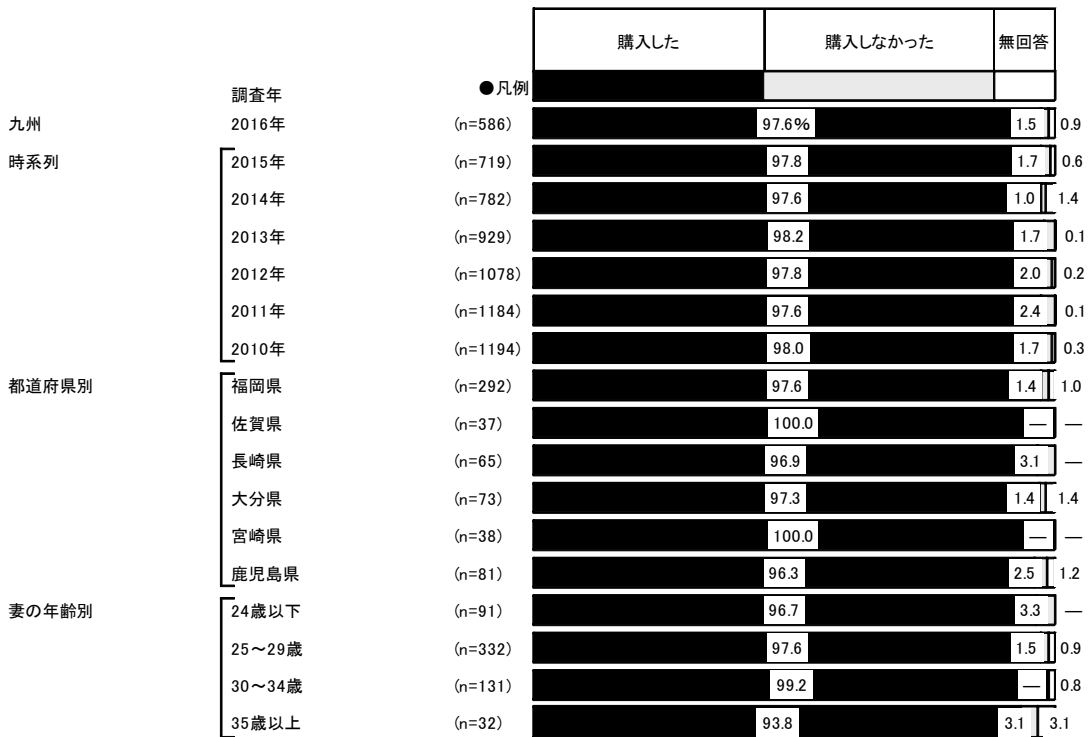 購入した 購入しなかった 無回答
●凡例
調査年
九州 2016年 (n=586) 97.6% 1.5 0.9
時系列 2015年 (n=719) 97.8 1.7 0.6
2014年 (n=782) 97.6 1.0 1.4
2013年 (n=929) 98.2 1.7 0.1
2012年 (n=1078) 97.8 2.0 0.2
2011年 (n=1184) 97.6 2.4 0.1
2010年 (n=1194) 98.0 1.7 0.3
都道府県別 福岡県 (n=292) 97.6 1.4 1.0
佐賀県 (n=37) 100.0 — —
長崎県 (n=65) 96.9 3.1 —
大分県 (n=73) 97.3 1.4 1.4
宮崎県 (n=38) 100.0 — —
鹿児島県 (n=81) 96.3 2.5 1.2
妻の年齢別 24歳以下 (n=91) 96.7 3.3 —
25～29歳 (n=332) 97.6 1.5 0.9
30～34歳 (n=131) 99.2 — 0.8
35歳以上 (n=32) 93.8 3.1 3.1